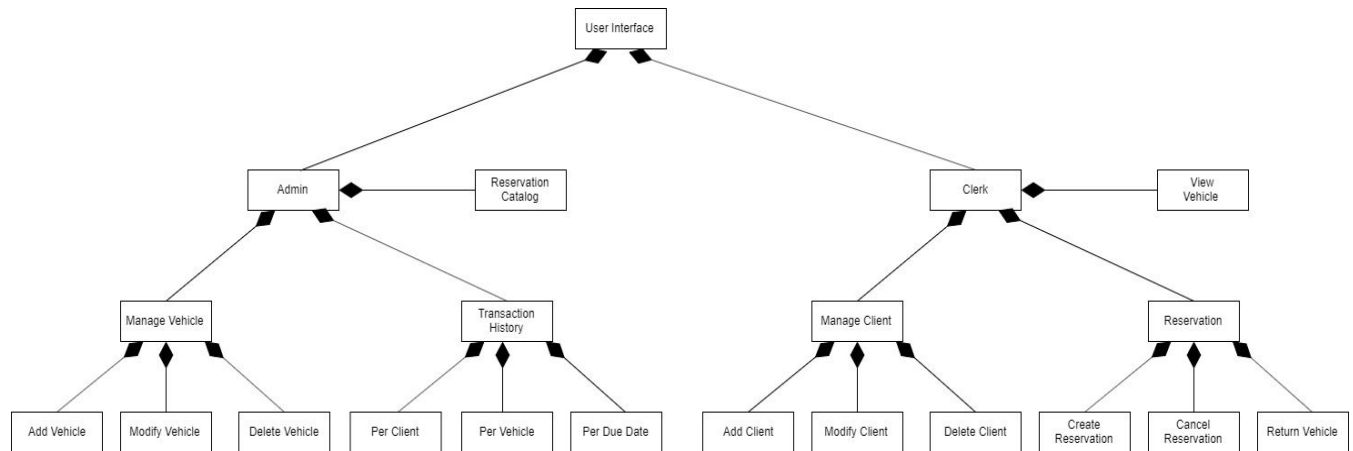 User Interface
Admin
Reservation
Catalog
Clerk
View
Vehicle
Manage Vehicle
Transaction
History
Manage Client
Reservation
Add Vehicle
Modify Vehicle
Delete Vehicle
Per Client
Per Vehicle
Per Due Date
Add Client
Modify Client
Delete Client
Create
Reservation
Cancel
Reservation
Return Vehicle